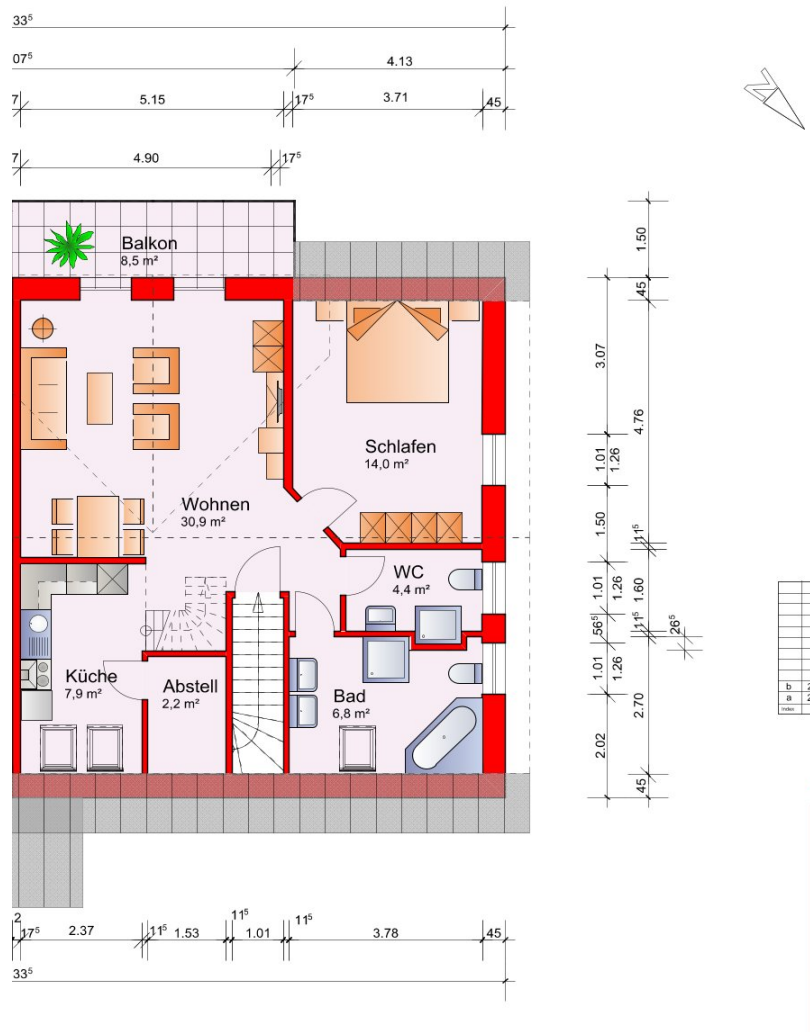 33⁵
07⁵
4.13
7
5.15
17⁵
3.71
45
7
4.90
17⁵
N
Balkon
8,5 m²
1.50
45
3.07
4.76
Schlafen
14,0 m²
1.01
1.26
Wohnen
30,9 m²
1.50
11⁵
WC
4,4 m²
1.01
1.26
1.60
56⁵
11⁵
26⁵
Küche
7,9 m²
Abstell
2,2 m²
Bad
6,8 m²
1.01
1.26
2.70
2.02
45
b
a
Index
2
17⁵
2.37
11⁵
1.53
11⁵
1.01
11⁵
3.78
45
33⁵